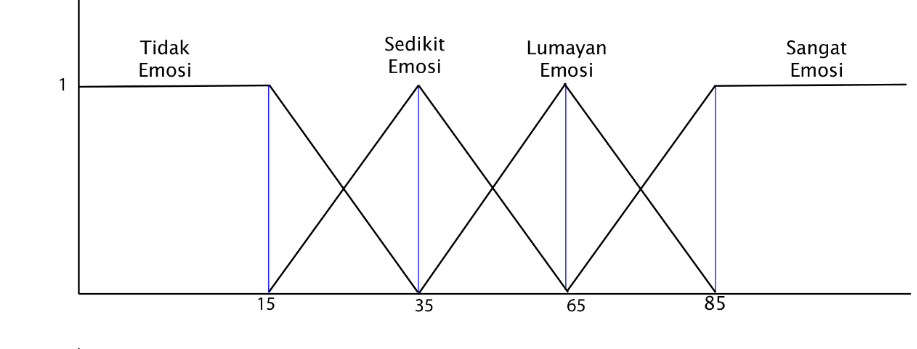 Tidak
Emosi
Sedikit
Emosi
Lumayan
Emosi
Sangat
Emosi
1
15
35
65
85